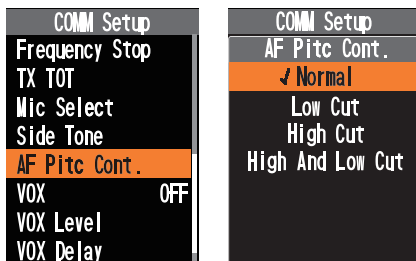 COMM Setup
Frequency Stop
TX TOT
Mic Select
Side Tone
AF Pitc Cont.
VOX OFF
VOX Level
VOX Delay
COMM Setup
AF Pitc Cont.
✓Normal
Low Cut
High Cut
High And Low Cut